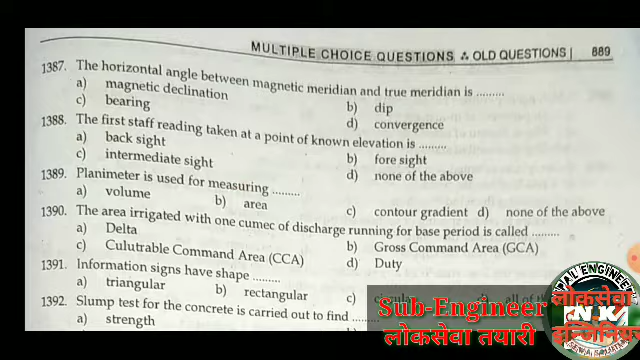 MULTIPLE CHOICE QUESTIONS ∴ OLD QUESTIONS | 889
1387. The horizontal angle between magnetic meridian and true meridian is .........
a) magnetic declination b) dip
c) bearing d) convergence
1388. The first staff reading taken at a point of known elevation is .........
a) back sight b) fore sight
c) intermediate sight d) none of the above
1389. Planimeter is used for measuring .........
a) volume b) area c) contour gradient d) none of the above
1390. The area irrigated with one cumec of discharge running for base period is called .........
a) Delta b) Gross Command Area (GCA)
c) Culutrable Command Area (CCA) d) Duty
1391. Information signs have shape .........
a) triangular b) rectangular c)
1392. Slump test for the concrete is carried out to find .........
a) strength
Sub-Engineer लोकसेवा
लोकसेवा तयारी